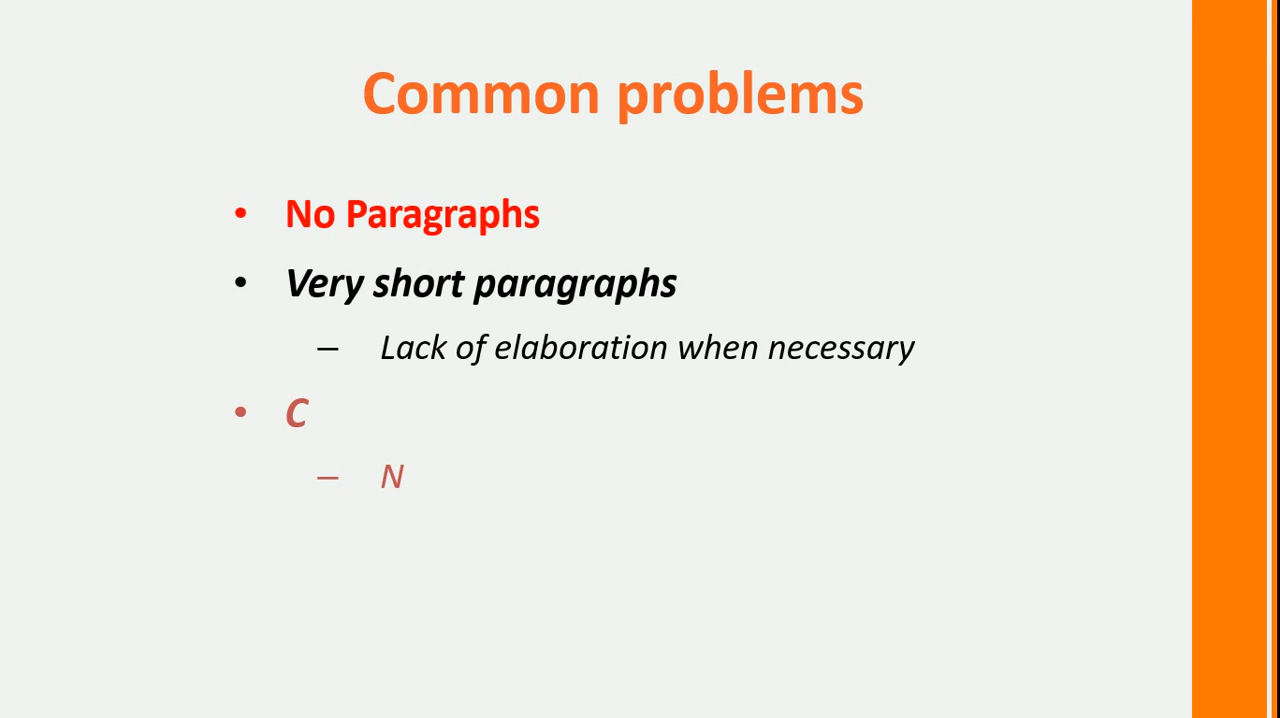 Common problems
• No Paragraphs
• Very short paragraphs
– Lack of elaboration when necessary
• C
– N